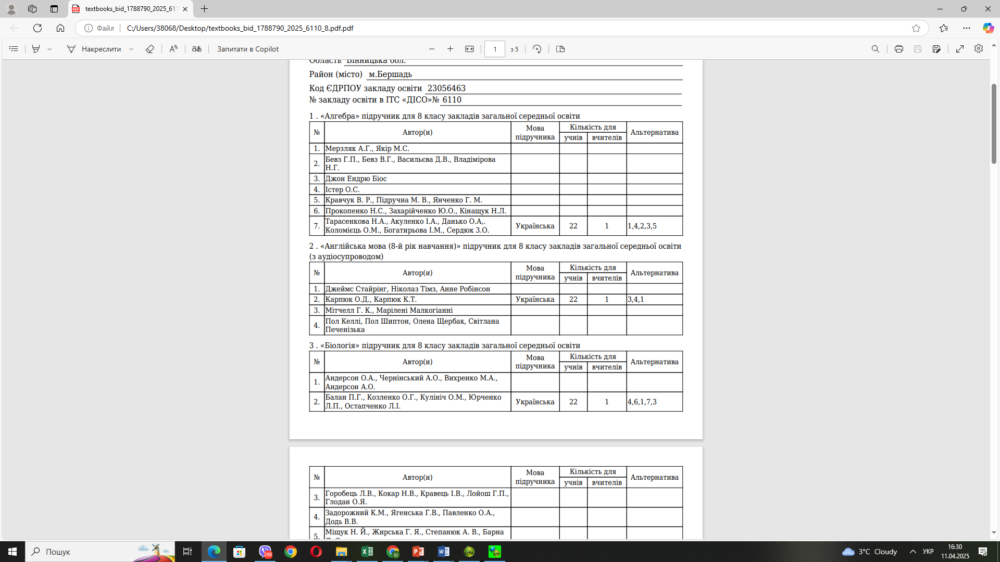 textbooks_bid_1788790_2025_611
Файл
C:/Users/38068/Desktop/textbooks_bid_1788790_2025_6110_8.pdf.pdf
Накреслити
Запитати в Copilot
1 з 5
Область Вінницька обл.
Район (місто) м.Бершадь
Код ЄДРПОУ закладу освіти 23056463
№ закладу освіти в ІТС «ДІСО»№ 6110
1 . «Алгебра» підручник для 8 класу закладів загальної середньої освіти
№ Автор(и) Мова підручника Кількість для Альтернатива
учнів вчителів
1. Мерзляк А.Г., Якір М.С.
2. Бевз Г.П., Бевз В.Г., Васильєва Д.В., Владімірова
Н.Г.
3. Джон Ендрю Біос
4. Істер О.С.
5. Кравчук В. Р., Підручна М. В., Янченко Г. М.
6. Прокопенко Н.С., Захарійченко Ю.О., Кінащук Н.Л.
7. Тарасенкова Н.А., Акуленко І.А., Данько О.А,. Українська 22 1 1,4,2,3,5
Коломієць О.М., Богатирьова І.М., Сердюк З.О.
2 . «Англійська мова (8-й рік навчання)» підручник для 8 класу закладів загальної середньої освіти
(з аудіосупроводом)
№ Автор(и) Мова підручника Кількість для Альтернатива
учнів вчителів
1. Джеймс Стайрінг, Ніколаз Тімз, Анне Робінсон
2. Карпюк О.Д., Карпюк К.Т. Українська 22 1 3,4,1
3. Мітчелл Г. К., Марілені Малкогіанні
4. Пол Келлі, Пол Шиптон, Олена Щербак, Світлана
Печенізька
3 . «Біологія» підручник для 8 класу закладів загальної середньої освіти
№ Автор(и) Мова підручника Кількість для Альтернатива
учнів вчителів
1. Андерсон О.А., Чернінський А.О., Вихренко М.А.,
Андерсон А.О.
2. Балан П.Г., Козленко О.Г., Кулініч О.М., Юрченко Українська 22 1 4,6,1,7,3
Л.П., Остапченко Л.І.
№ Автор(и) Мова підручника Кількість для Альтернатива
учнів вчителів
3. Горобець Л.В., Кокар Н.В., Кравець І.В., Лойош Г.П.,
Глодан О.Я.
4. Задорожний К.М., Ягенська Г.В., Павленко О.А.,
Додь В.В.
5. Міщук Н. Й., Жирська Г. Я., Степанюк А. В., Барна
Пошук
269
3°C Cloudy
УКР
16:30
11.04.2025